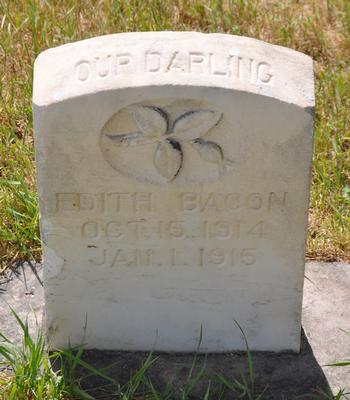 OUR DARLING
EDITH BACON
OCT. 15. 1914
JAN. 1. 1915